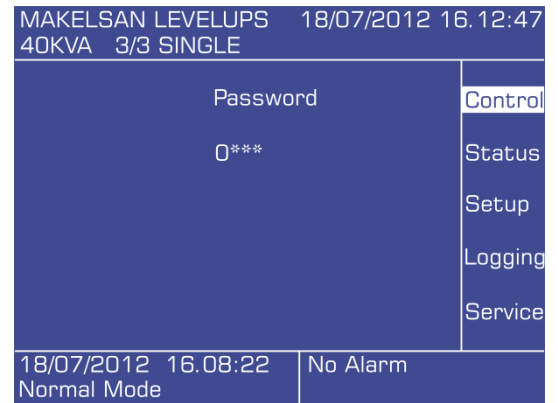 MAKELSAN LEVELUPS 18/07/2012 16.12:47
40KVA 3/3 SINGLE
Password
0***
Control
Status
Setup
Logging
Service
18/07/2012 16.08:22
Normal Mode
No Alarm